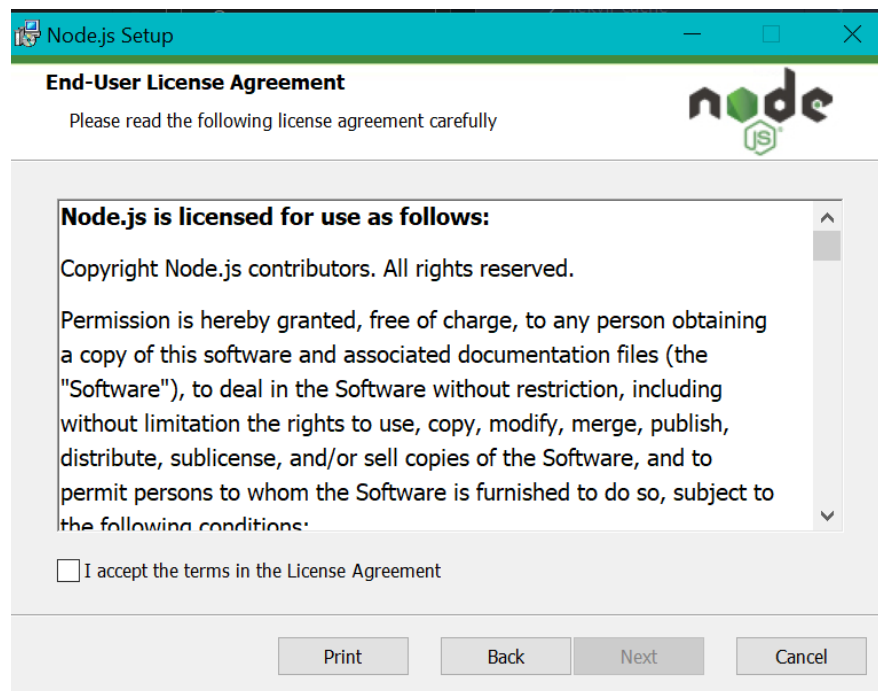 Node.js Setup
End-User License Agreement
Please read the following license agreement carefully
node
JS
Node.js is licensed for use as follows:
Copyright Node.js contributors. All rights reserved.
Permission is hereby granted, free of charge, to any person obtaining
a copy of this software and associated documentation files (the
"Software"), to deal in the Software without restriction, including
without limitation the rights to use, copy, modify, merge, publish,
distribute, sublicense, and/or sell copies of the Software, and to
permit persons to whom the Software is furnished to do so, subject to
the following conditions:
I accept the terms in the License Agreement
Print
Back
Next
Cancel